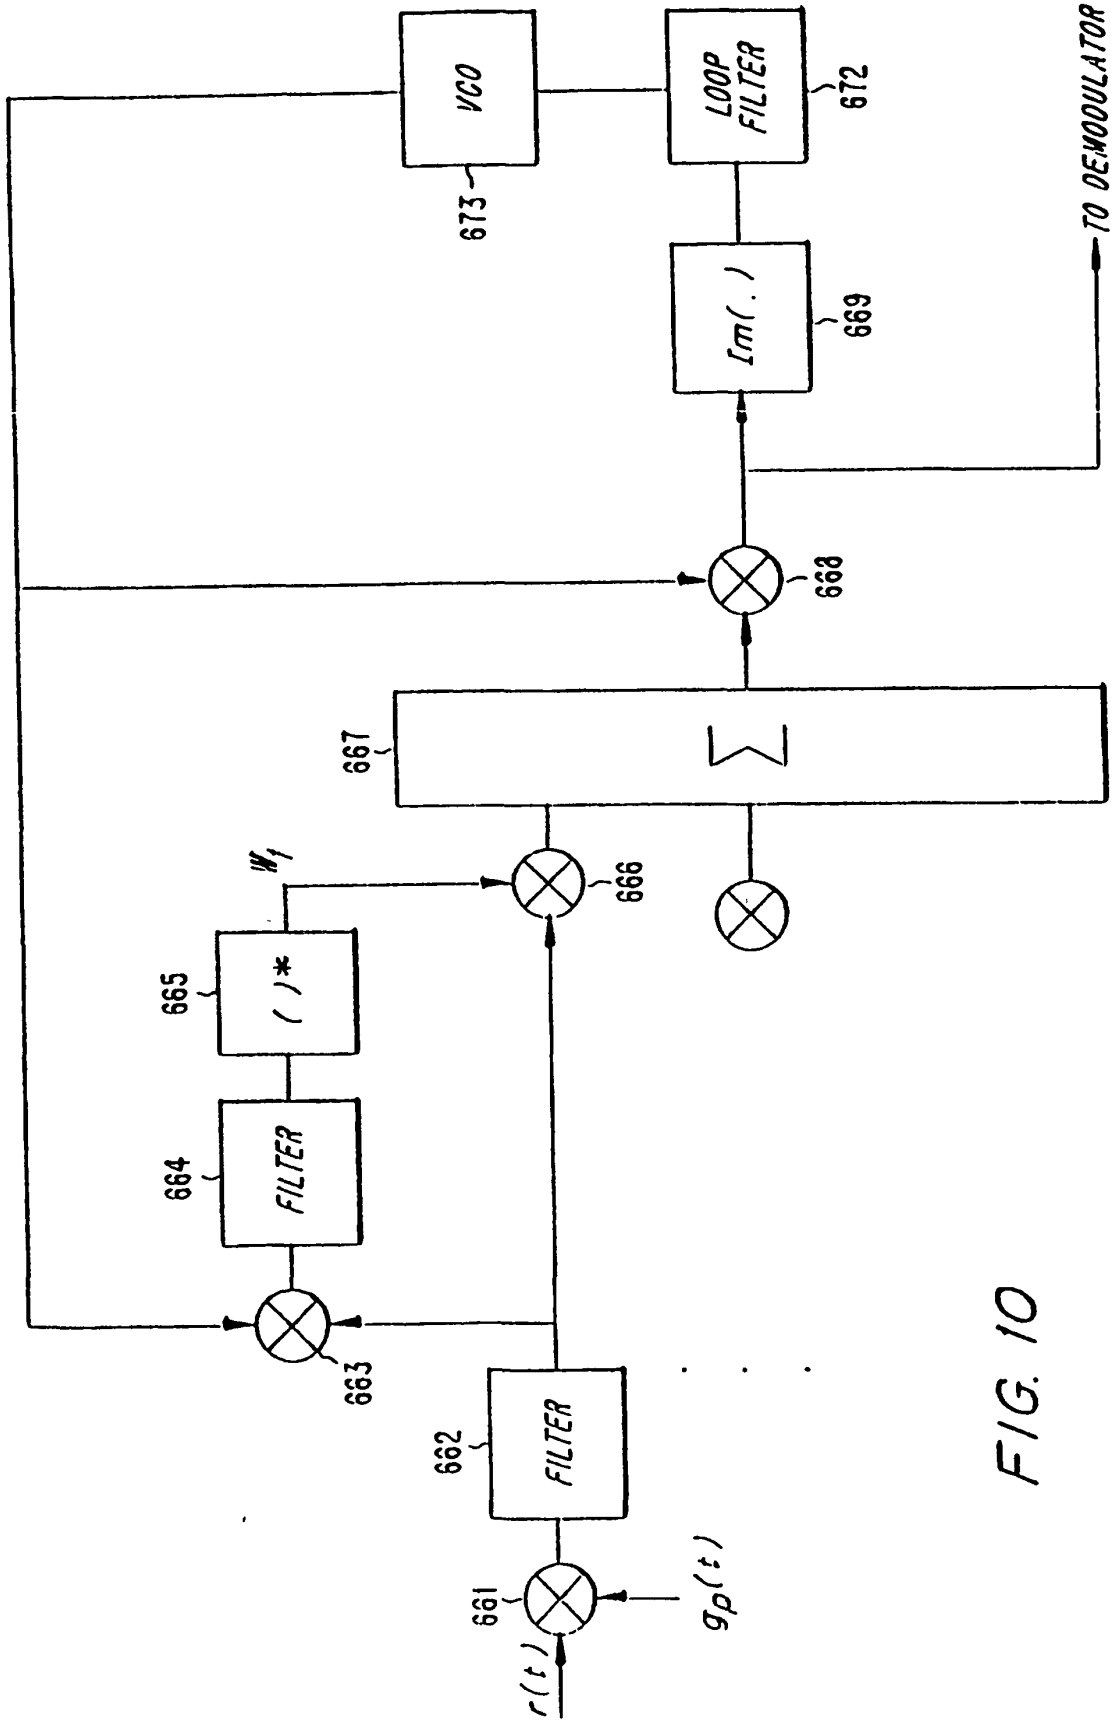 r(t)
661
g_p(t)
662
FILTER
663
664
FILTER
665
( )*
W1
666
667
Σ
668
669
Im(.)
672
LOOP
FILTER
673
VCO
TO DEMODULATOR
FIG. 10